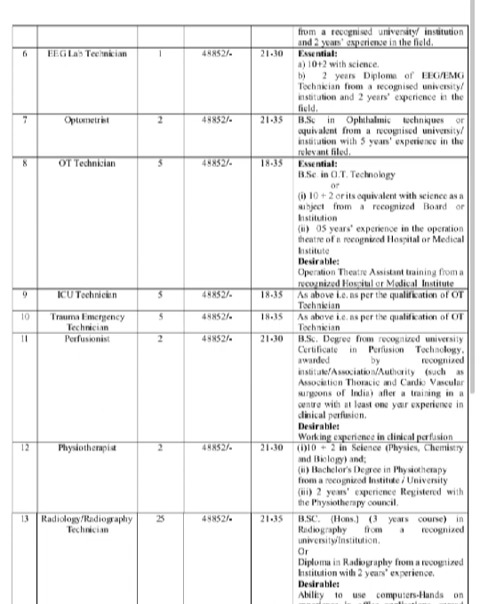 from a recognised university/ institution
and 2 years' experience in the field.
6 EEG Lab Technician 1 48852/- 21-30 Essential:
a) 10+2 with science.
b) 2 years Diploma of EEG/EMG
Technician from a recognised university/
institution and 2 years' experience in the
field.
7 Optometrist 2 48852/- 21-35 B.Sc in Ophthalmic techniques or
equivalent from a recognised university/
institution with 5 years' experience in the
relevant filed.
8 OT Technician 5 48852/- 18-35 Essential:
B.Sc. in O.T. Technology
or
(i) 10 + 2 or its equivalent with science as a
subject from a recognized Board or
Institution
(ii) 05 years' experience in the operation
theatre of a recognized Hospital or Medical
Institute
Desirable:
Operation Theatre Assistant training from a
recognized Hospital or Medical Institute
9 ICU Technician 5 48852/- 18-35 As above i.e. as per the qualification of OT
Technician
10 Trauma Emergency 5 48852/- 18-35 As above i.e. as per the qualification of OT
Technician Technician
11 Perfusionist 2 48852/- 21-30 B.Sc. Degree from recognized university
Certificate in Perfusion Technology,
awarded by recognized
institute/Association/Authority (such as
Association Thoracic and Cardio Vascular
surgeons of India) after a training in a
centre with at least one year experience in
clinical perfusion.
Desirable:
Working experience in clinical perfusion
12 Physiotherapist 2 48852/- 21-30 (i)10 + 2 in Science (Physics, Chemistry
and Biology) and;
(ii) Bachelor's Degree in Physiotherapy
from a recognized Institute / University
(iii) 2 years' experience Registered with
the Physiotherapy council.
13 Radiology/Radiography 25 48852/- 21-35 B.SC. (Hons.) (3 years course) in
Technician Radiography from a recognized
university/Institution.
Or
Diploma in Radiography from a recognized
Institution with 2 years' experience.
Desirable:
Ability to use computers-Hands on